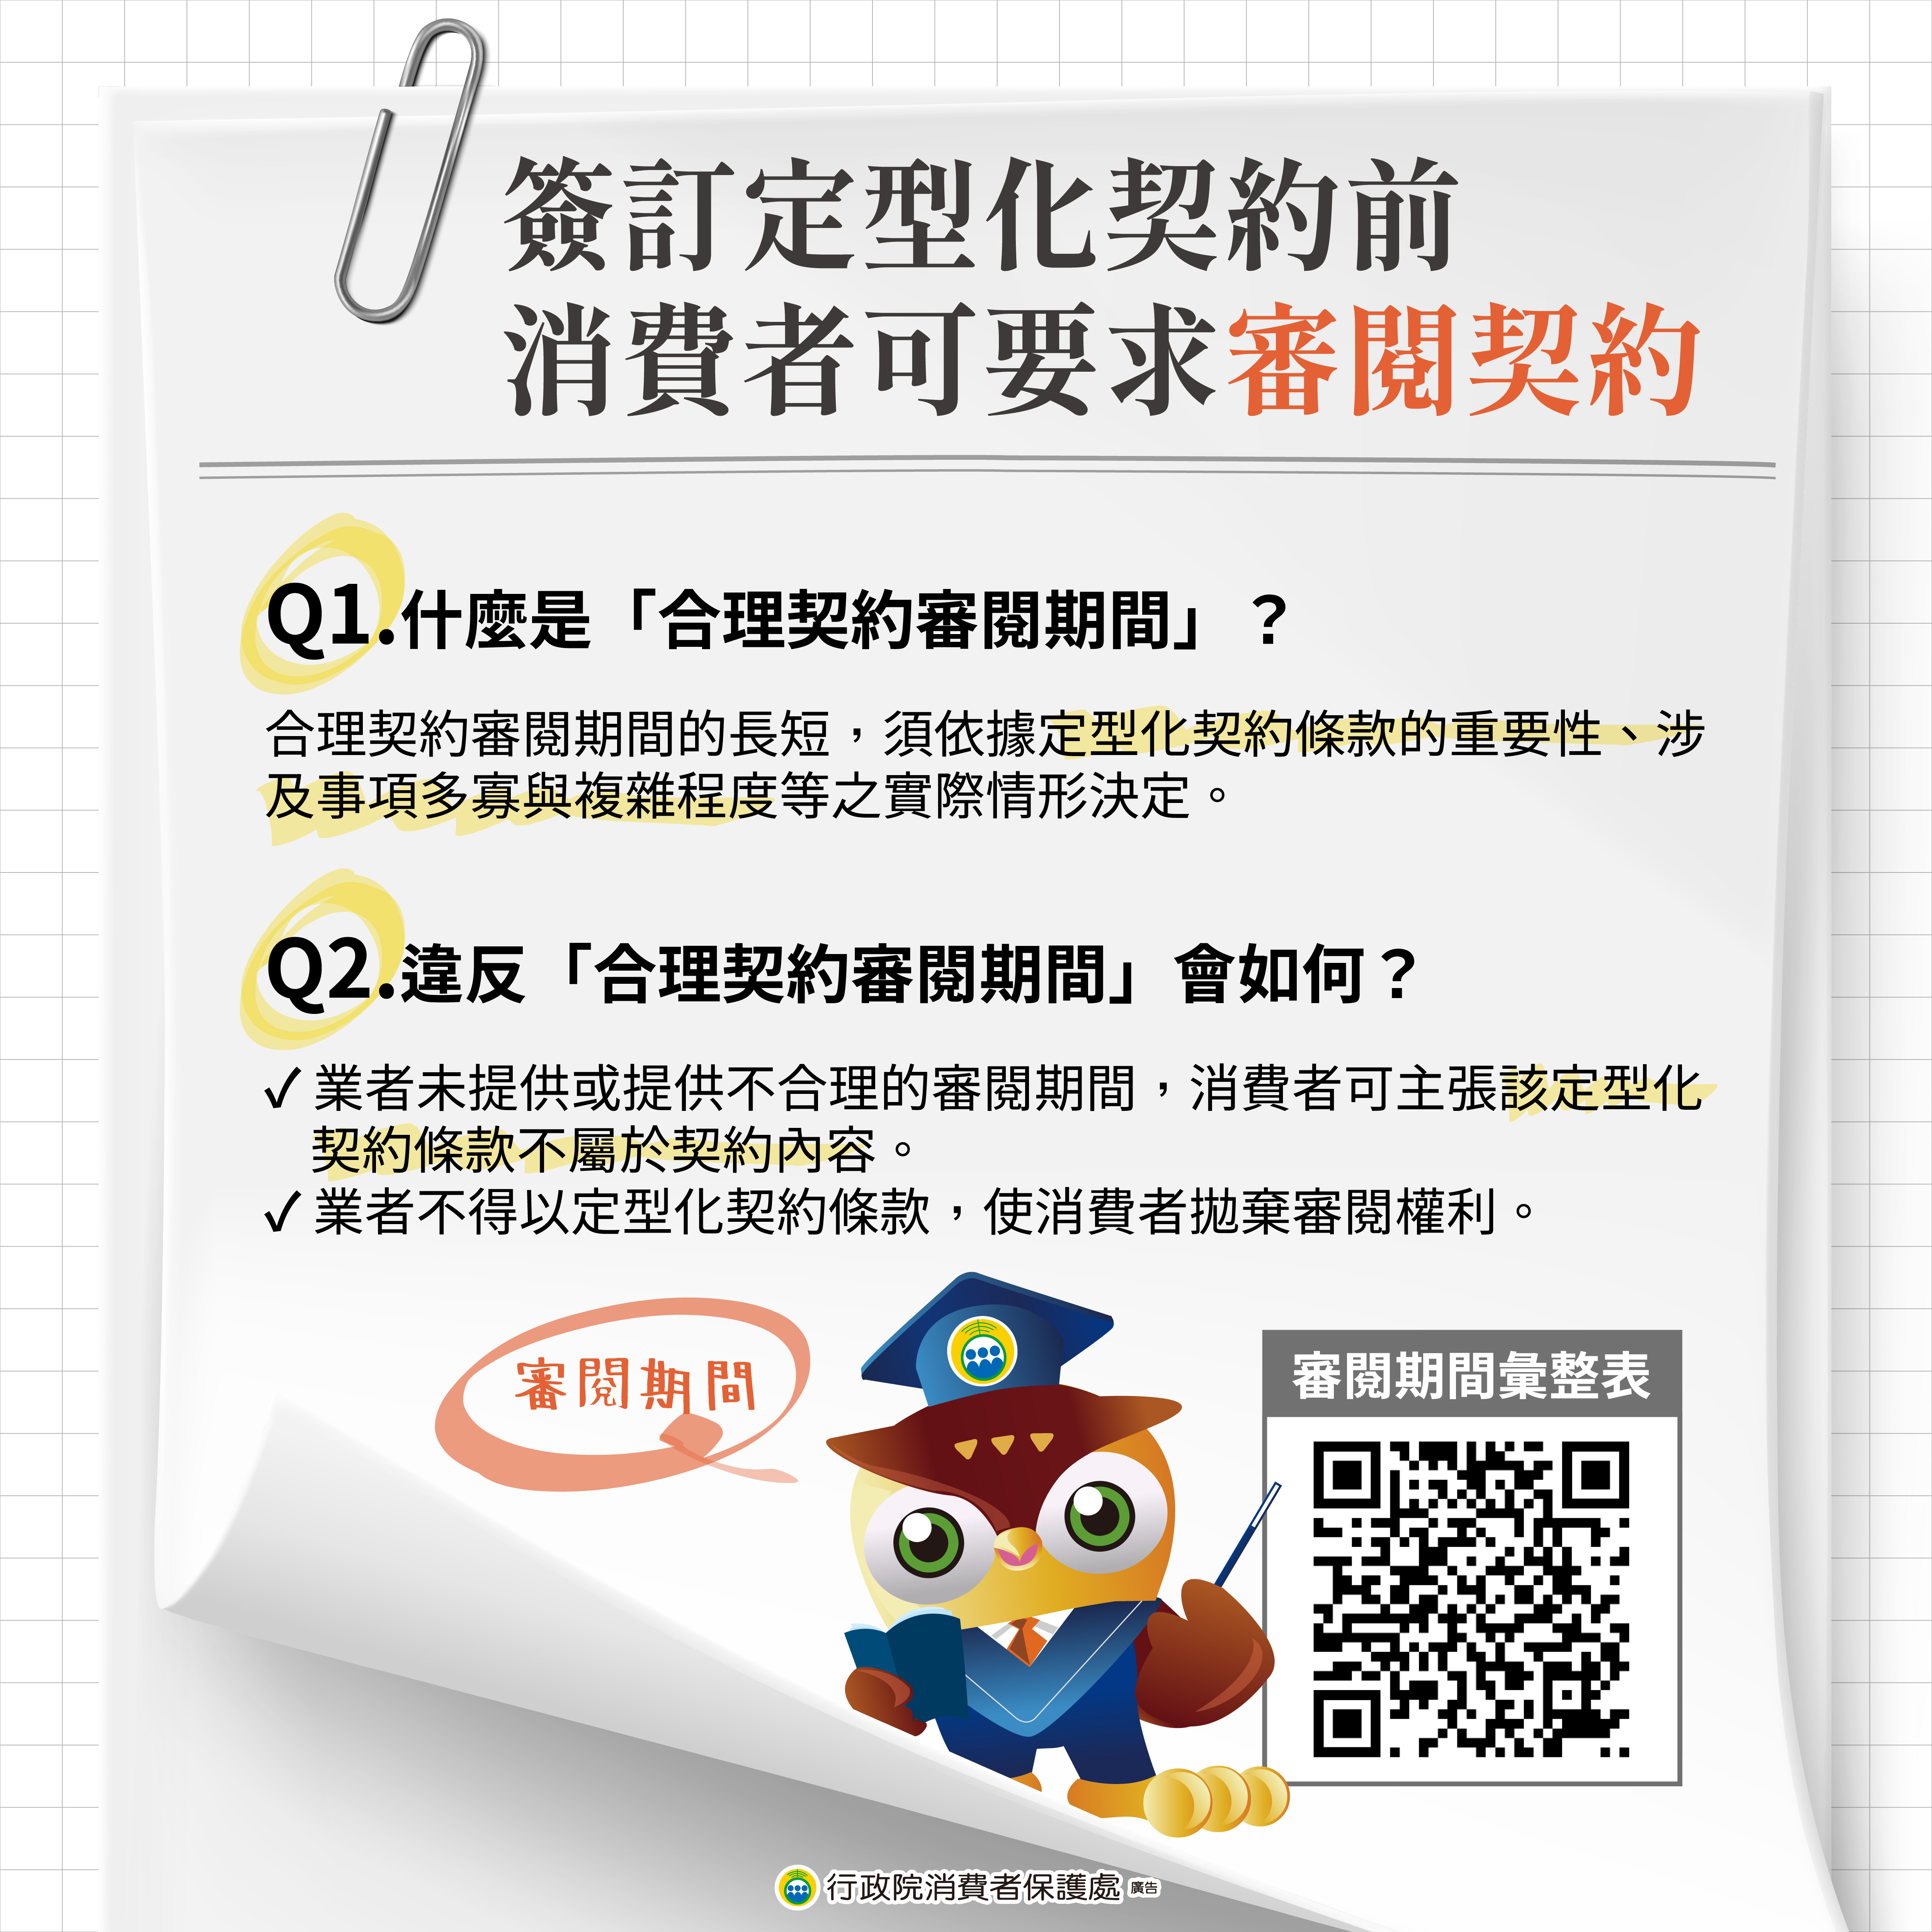 簽訂定型化契約前
消費者可要求審閱契約
Q1.什麼是「合理契約審閱期間」？
合理契約審閱期間的長短，須依據定型化契約條款的重要性、涉
及事項多寡與複雜程度等之實際情形決定。
Q2.違反「合理契約審閱期間」會如何？
✓業者未提供或提供不合理的審閱期間，消費者可主張該定型化
契約條款不屬於契約內容。
✓業者不得以定型化契約條款，使消費者拋棄審閱權利。
審閱期間
審閱期間彙整表
行政院消費者保護處 廣告